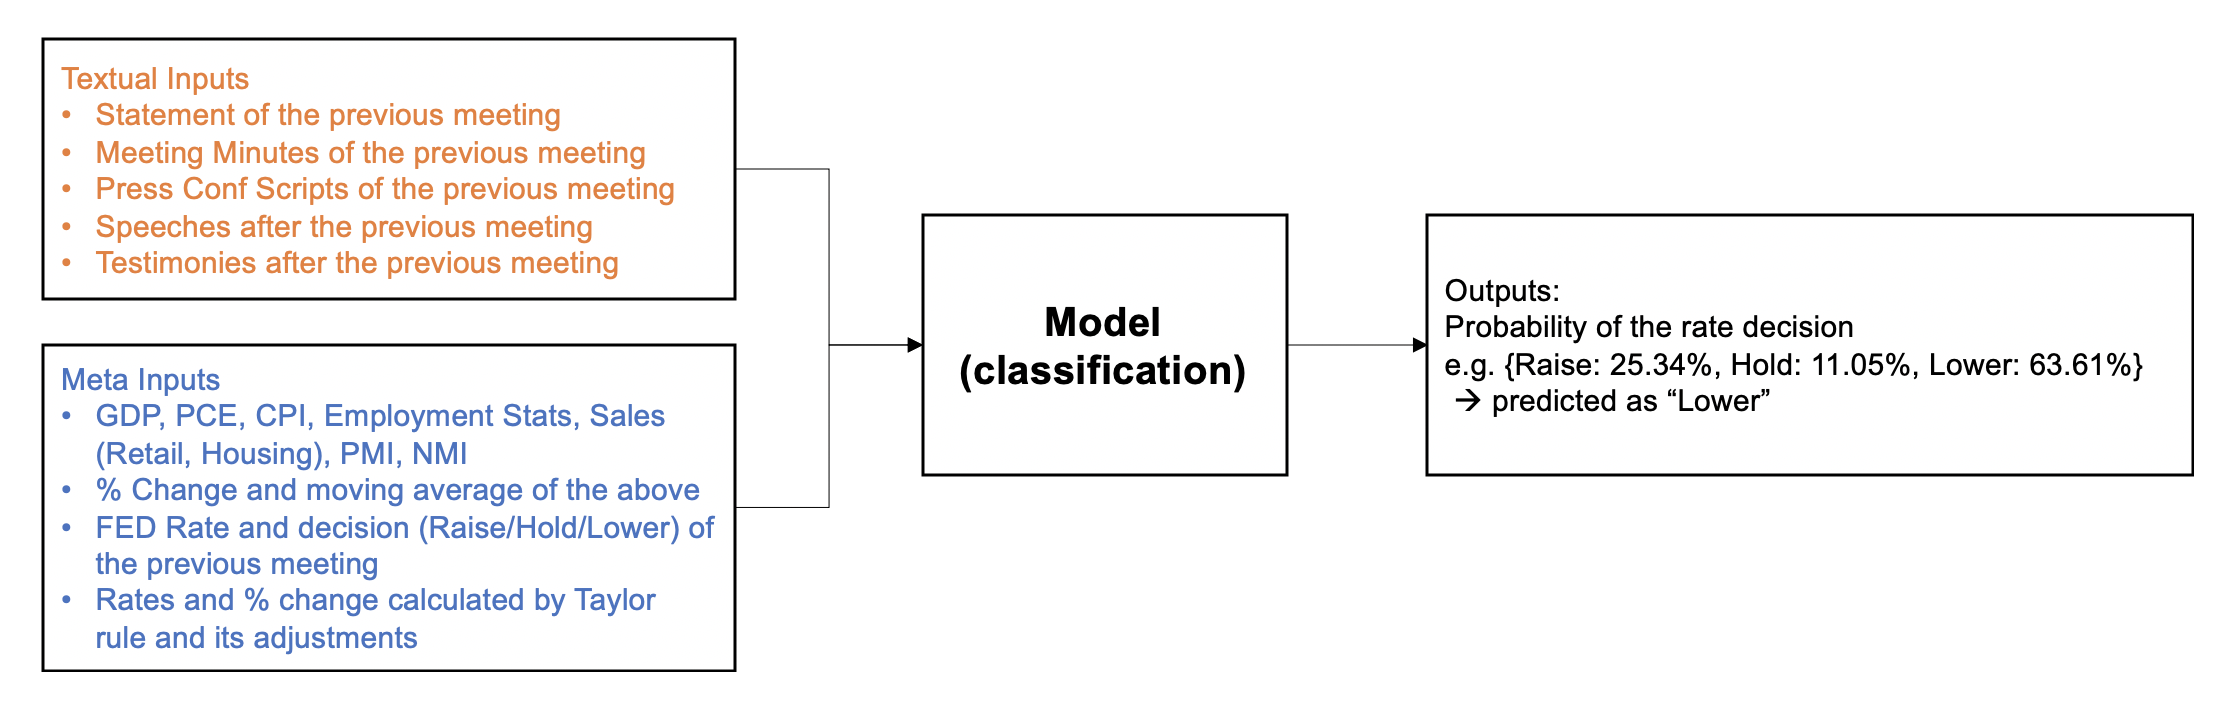 Textual Inputs
• Statement of the previous meeting
• Meeting Minutes of the previous meeting
• Press Conf Scripts of the previous meeting
• Speeches after the previous meeting
• Testimonies after the previous meeting
Meta Inputs
• GDP, PCE, CPI, Employment Stats, Sales
(Retail, Housing), PMI, NMI
• % Change and moving average of the above
• FED Rate and decision (Raise/Hold/Lower) of
the previous meeting
• Rates and % change calculated by Taylor
rule and its adjustments
Model
(classification)
Outputs:
Probability of the rate decision
e.g. {Raise: 25.34%, Hold: 11.05%, Lower: 63.61%}
→ predicted as “Lower”